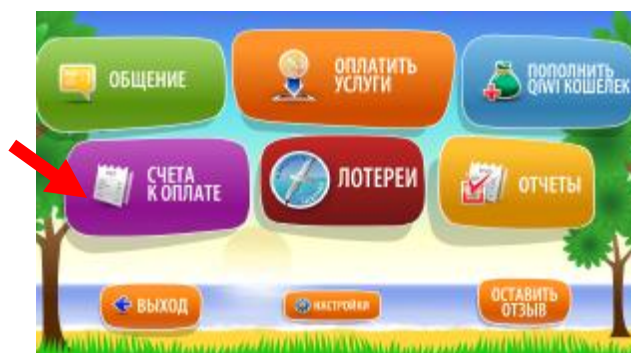 ОБЩЕНИЕ
ОПЛАТИТЬ
УСЛУГИ
ПОПОЛНИТЬ
QIWI КОШЕЛЕК
СЧЕТА
К ОПЛАТЕ
ЛОТЕРЕИ
ОТЧЕТЫ
ВЫХОД
НАСТРОЙКИ
ОСТАВИТЬ
ОТЗЫВ